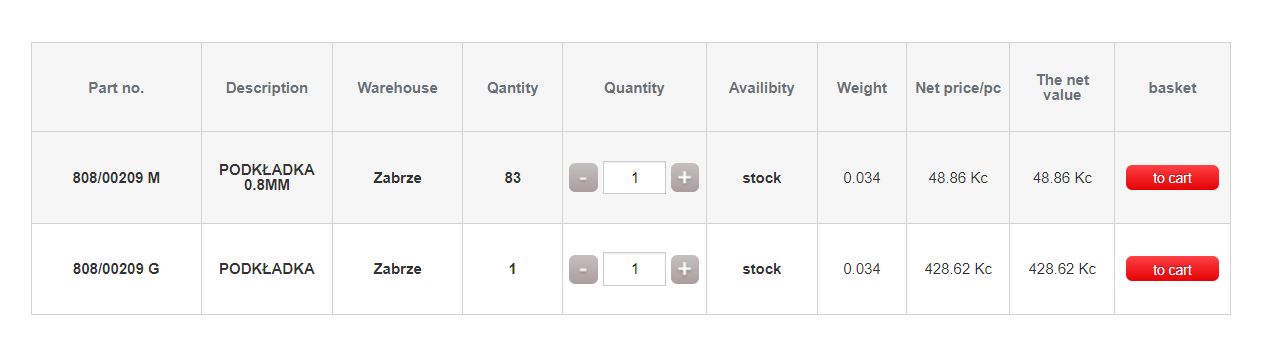 Part no. Description Warehouse Qantity Quantity Availibity Weight Net price/pc The net value basket
808/00209 M PODKŁADKA 0.8MM Zabrze 83 - 1 + stock 0.034 48.86 Kc 48.86 Kc to cart
808/00209 G PODKŁADKA Zabrze 1 - 1 + stock 0.034 428.62 Kc 428.62 Kc to cart